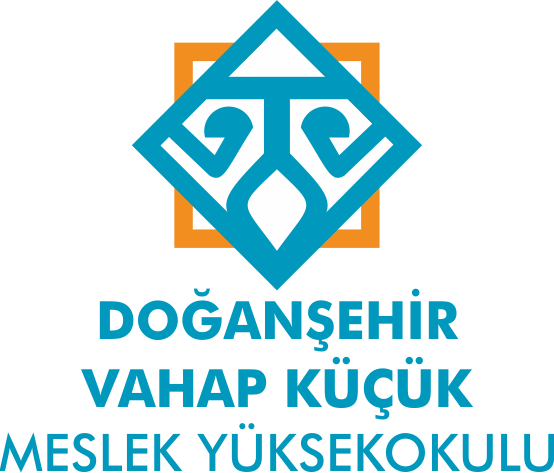 DOĞANŞEHİR
VAHAP KÜÇÜK
MESLEK YÜKSEKOKULU